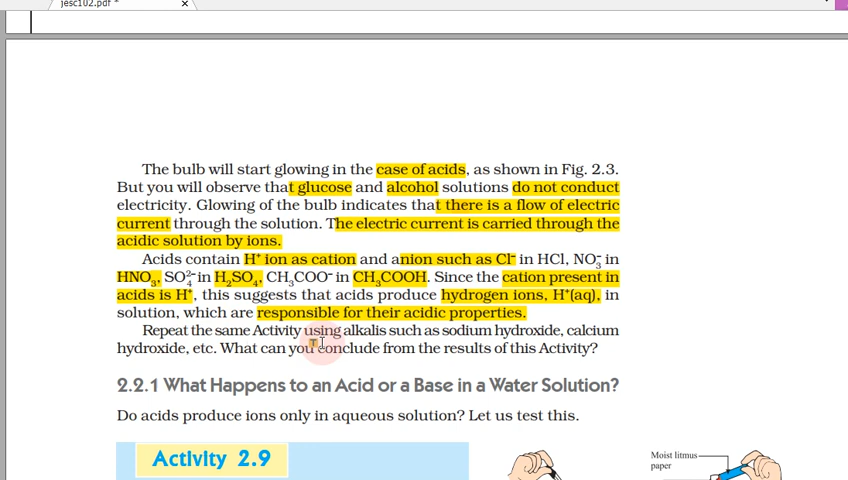 jesc102.pdf *
The bulb will start glowing in the case of acids, as shown in Fig. 2.3.
But you will observe that glucose and alcohol solutions do not conduct
electricity. Glowing of the bulb indicates that there is a flow of electric
current through the solution. The electric current is carried through the
acidic solution by ions.
Acids contain H⁺ ion as cation and anion such as Cl⁻ in HCl, NO₃⁻ in
HNO₃, SO₄²⁻ in H₂SO₄, CH₃COO⁻ in CH₃COOH. Since the cation present in
acids is H⁺, this suggests that acids produce hydrogen ions, H⁺(aq), in
solution, which are responsible for their acidic properties.
Repeat the same Activity using alkalis such as sodium hydroxide, calcium
hydroxide, etc. What can you conclude from the results of this Activity?
2.2.1 What Happens to an Acid or a Base in a Water Solution?
Do acids produce ions only in aqueous solution? Let us test this.
Activity 2.9
Moist litmus
paper